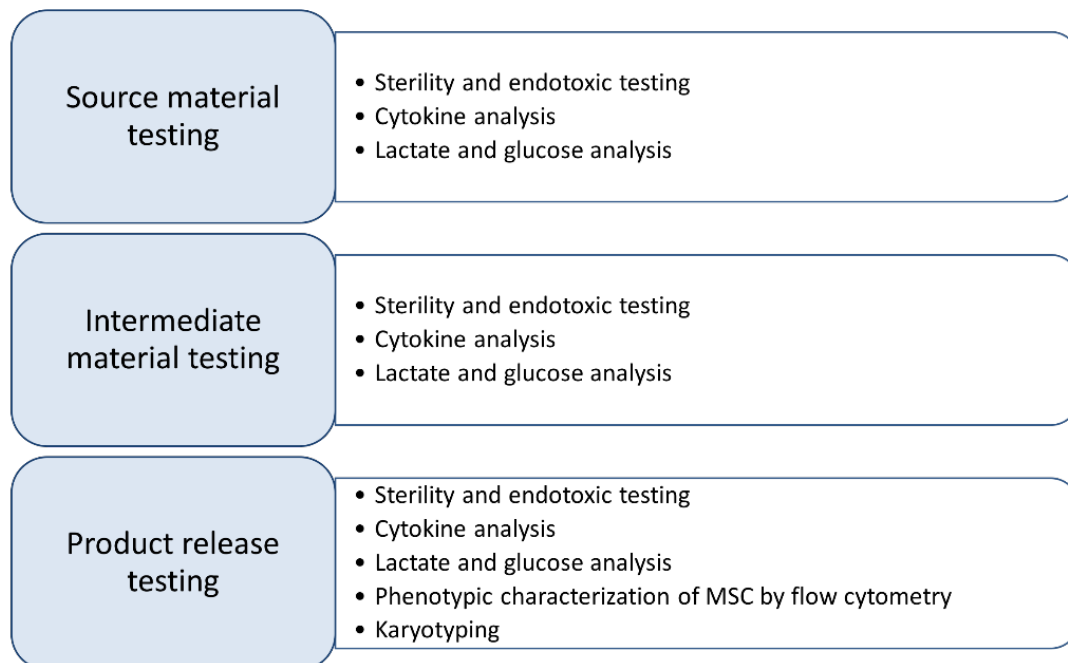 Source material
testing
• Sterility and endotoxic testing
• Cytokine analysis
• Lactate and glucose analysis
Intermediate
material testing
• Sterility and endotoxic testing
• Cytokine analysis
• Lactate and glucose analysis
Product release
testing
• Sterility and endotoxic testing
• Cytokine analysis
• Lactate and glucose analysis
• Phenotypic characterization of MSC by flow cytometry
• Karyotyping